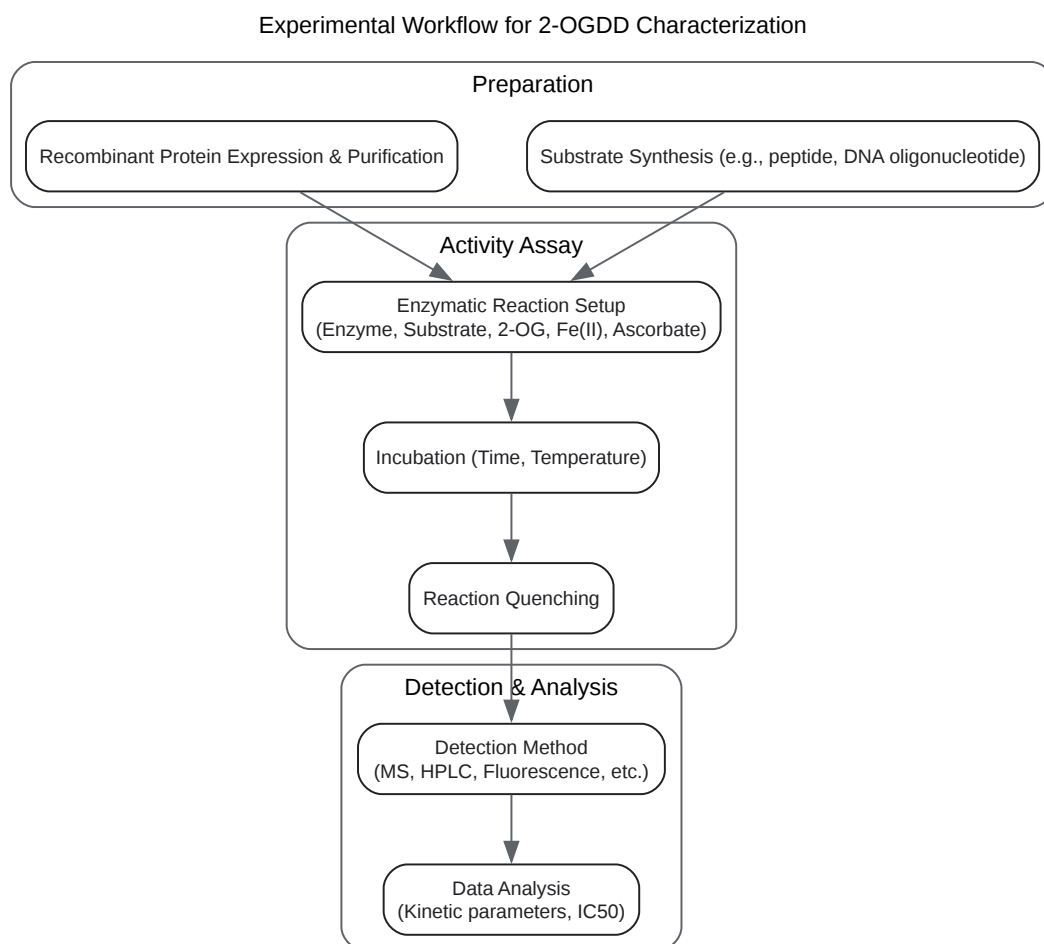 Experimental Workflow for 2-OGDD Characterization
Preparation
Recombinant Protein Expression & Purification
Substrate Synthesis (e.g., peptide, DNA oligonucleotide)
Activity Assay
Enzymatic Reaction Setup
(Enzyme, Substrate, 2-OG, Fe(II), Ascorbate)
Incubation (Time, Temperature)
Reaction Quenching
Detection & Analysis
Detection Method
(MS, HPLC, Fluorescence, etc.)
Data Analysis
(Kinetic parameters, IC50)